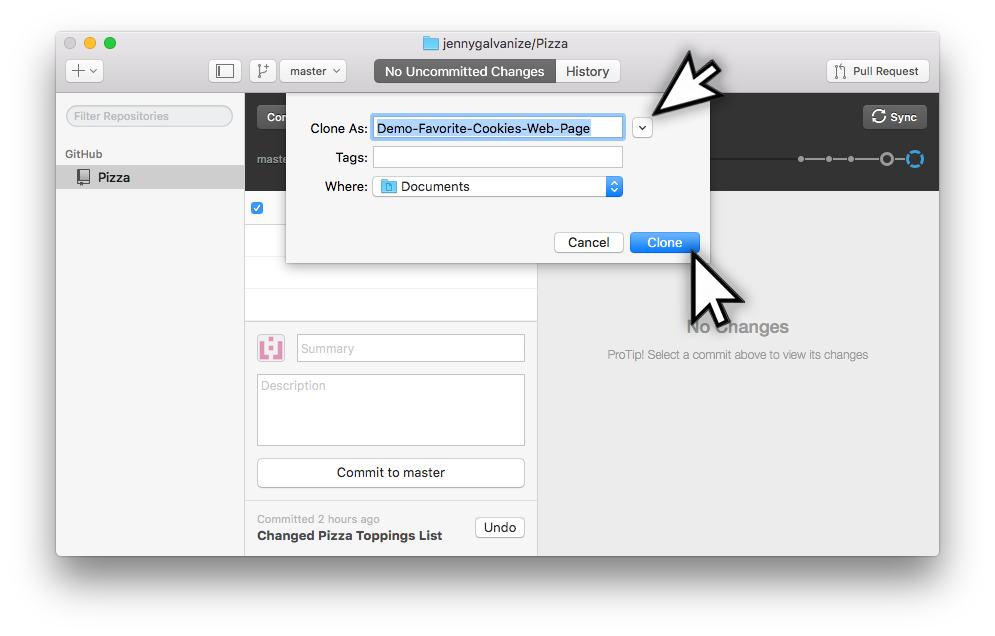 jennygalvanize/Pizza
master
No Uncommitted Changes
History
Pull Request
Filter Repositories
GitHub
Pizza
Clone As: Demo-Favorite-Cookies-Web-Page
Tags:
Where: Documents
Cancel
Clone
Sync
Summary
Description
Commit to master
Committed 2 hours ago
Changed Pizza Toppings List
Undo
No Changes
ProTip! Select a commit above to view its changes